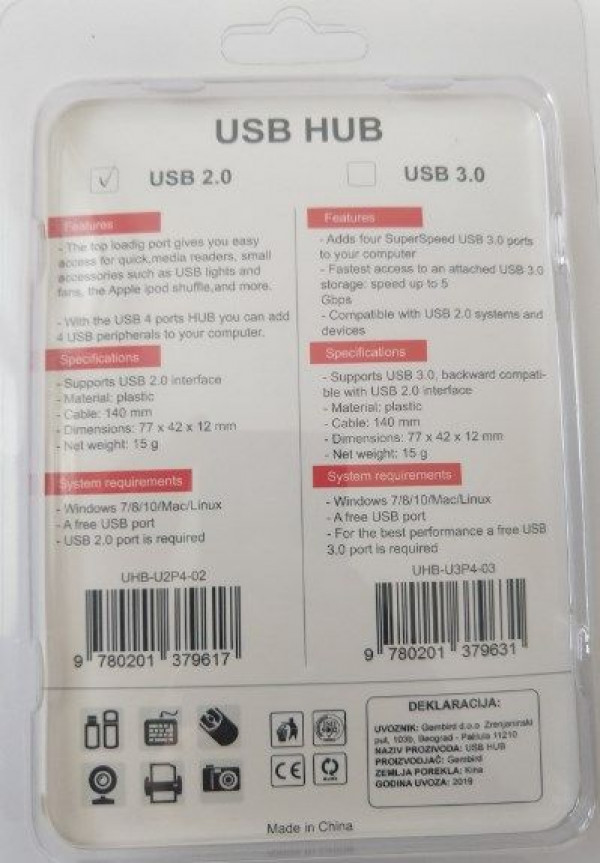 USB HUB
✓ USB 2.0
USB 3.0
Features
- The top loadig port gives you easy
access for quick,media readers, small
accessories such as USB lights and
fans, the Apple ipod shuffle,and more.
- With the USB 4 ports HUB you can add
4 USB peripherals to your computer.
Specifications
- Supports USB 2.0 interface
- Material: plastic
- Cable: 140 mm
- Dimensions: 77 x 42 x 12 mm
- Net weight: 15 g
System requirements
- Windows 7/8/10/Mac/Linux
- A free USB port
- USB 2.0 port is required
UHB-U2P4-02
9 780201 379617
Features
- Adds four SuperSpeed USB 3.0 ports
to your computer
- Fastest access to an attached USB 3.0
storage: speed up to 5
Gbps
- Compatible with USB 2.0 systems and
devices
Specifications
- Supports USB 3.0, backward compati-
ble with USB 2.0 interface
- Material: plastic
- Cable: 140 mm
- Dimensions: 77 x 42 x 12 mm
- Net weight: 15 g
System requirements
- Windows 7/8/10/Mac/Linux
- A free USB port
- For the best performance a free USB
3.0 port is required
UHB-U3P4-03
9 780201 379631
CE
DEKLARACIJA:
UVOZNIK: Gembird d.o.o Zrenjaninski
put, 103b, Beograd - Palilula 11210
NAZIV PROIZVODA: USB HUB
PROIZVODJAČ: Gembird
ZEMLJA POREKLA: Kina
GODINA UVOZA: 2019
Made in China